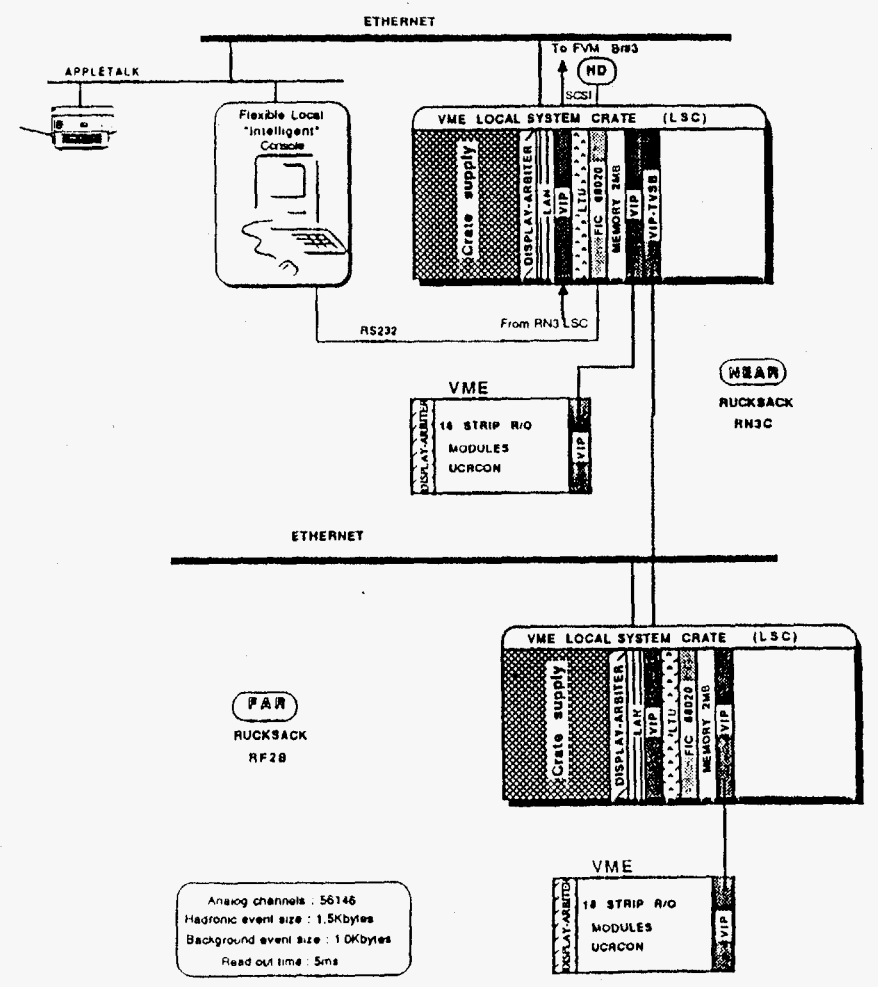 ETHERNET
To FVM Br#3
HD
APPLETALK
SCSI
Flexible Local
"Intelligent"
Console
VME LOCAL SYSTEM CRATE (LSC)
Crate supply
DISPLAY-ARBITER
LAN
VIP
LTU
FIC 68020
MEMORY 2MB
VIP
VIP-TVSB
From RN3 LSC
RS232
NEAR
RUCKSACK
RN3C
VME
DISPLAY-ARBITER
18 STRIP R/O
MODULES
UCRCON
VIP
ETHERNET
VME LOCAL SYSTEM CRATE (LSC)
Crate supply
DISPLAY-ARBITER
LAN
VIP
LTU
FIC 68020
MEMORY 2MB
VIP
FAR
RUCKSACK
RF2B
VME
DISPLAY-ARBITER
18 STRIP R/O
MODULES
UCRCON
VIP
Analog channels : 56146
Hadronic event size : 1.5Kbytes
Background event size : 1.0Kbytes
Read out time : 5ms